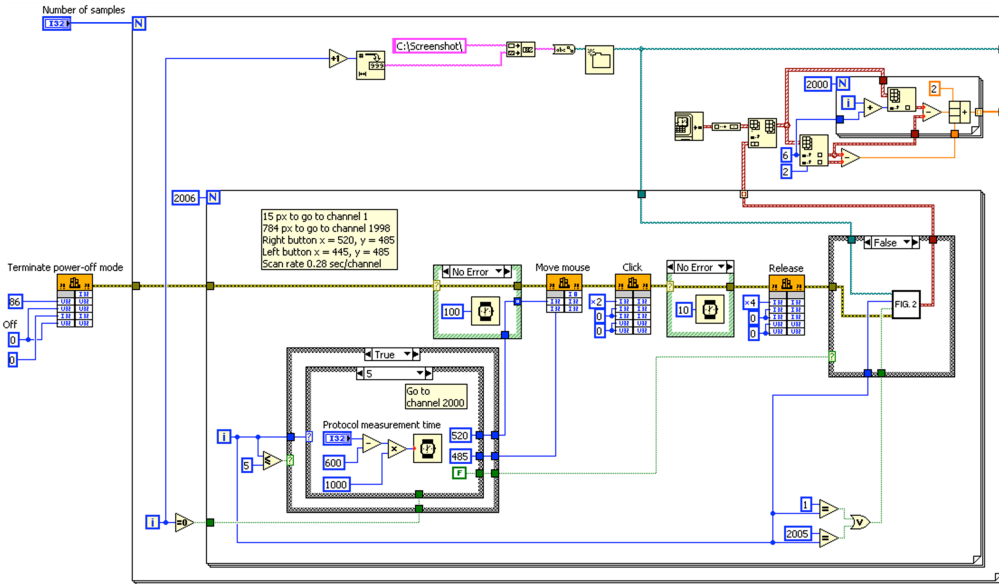 Number of samples
I32
N
+1
999
C:\Screenshot\
2000
N
i
+
2
6
2
2006
N
15 px to go to channel 1
784 px to go to channel 1998
Right button x = 520, y = 485
Left button x = 445, y = 485
Scan rate 0.28 sec/channel
Terminate power-off mode
86
Off
0
0
No Error
100
Move mouse
Click
×2
0
0
No Error
10
Release
×4
0
0
False
FIG. 2
True
5
Go to
channel 2000
Protocol measurement time
I32
600
1000
520
485
F
i
5
≤
i
=0
1
=
2005
=
V